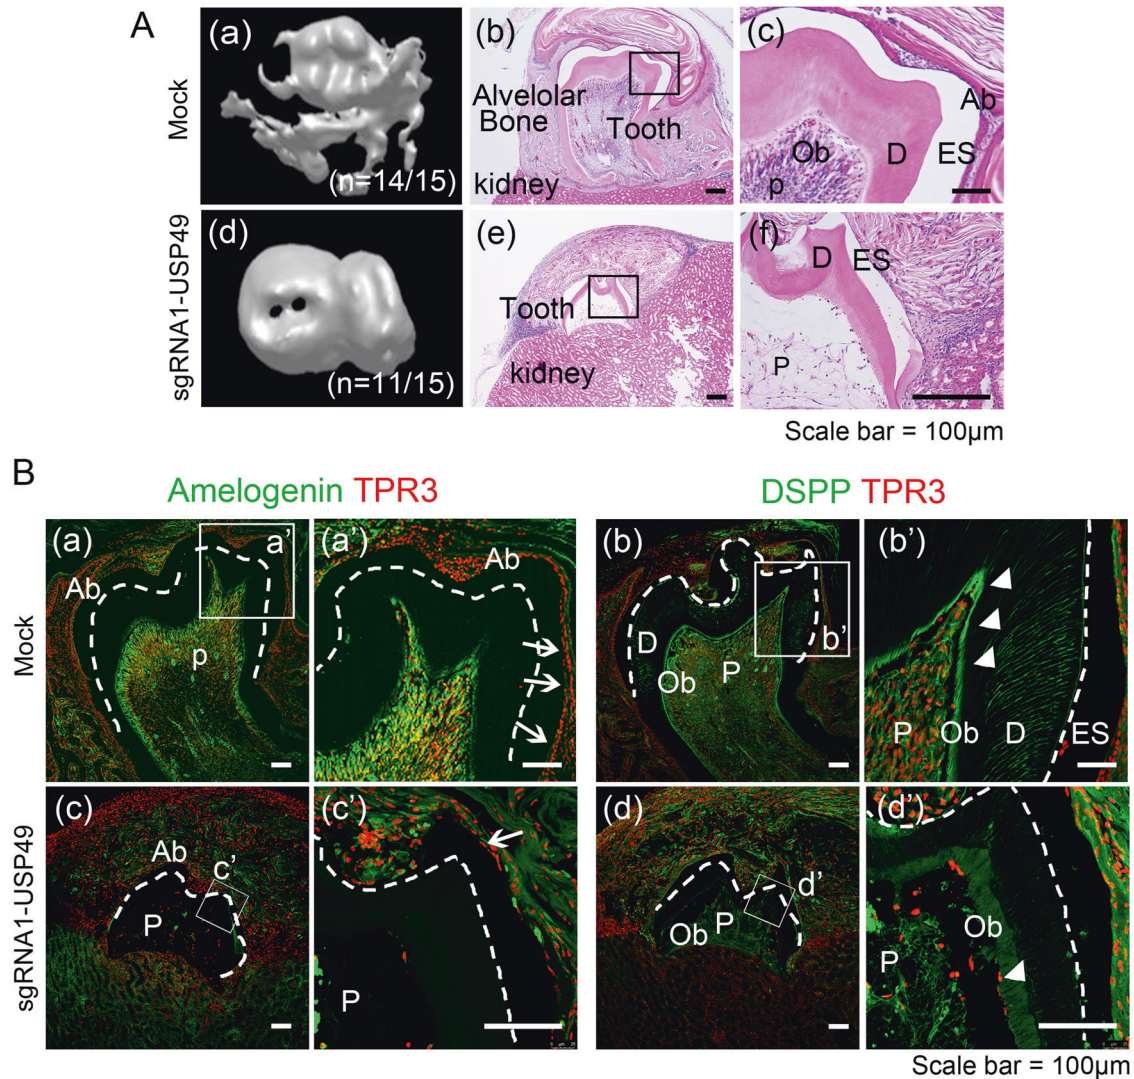 A
Mock
(a)
(n=14/15)
(b)
Alvelolar
Bone
Tooth
kidney
(c)
Ab
Ob
D
ES
p
sgRNA1-USP49
(d)
(n=11/15)
(e)
Tooth
kidney
(f)
D
ES
P
Scale bar = 100µm
B
Amelogenin TPR3
DSPP TPR3
Mock
(a)
a'
Ab
p
(a')
Ab
(b)
D
b'
Ob
P
(b')
P
Ob
D
ES
sgRNA1-USP49
(c)
Ab
c'
P
(c')
P
(d)
d'
Ob
P
(d')
Ob
P
Scale bar = 100µm